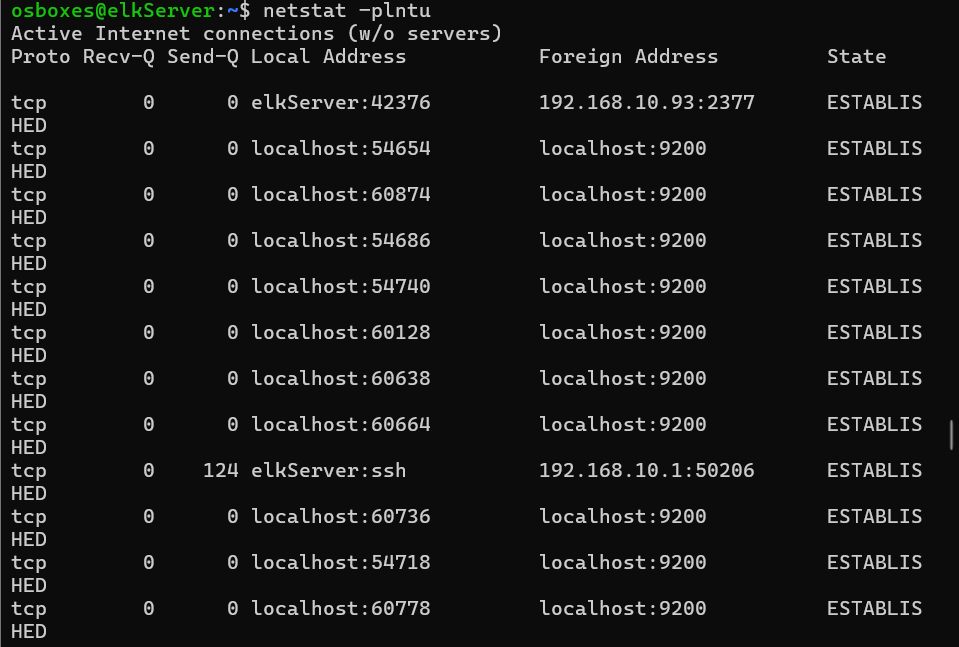 osboxes@elkServer:~$ netstat –plntu
Active Internet connections (w/o servers)
Proto Recv-Q Send-Q Local Address           Foreign Address         State

tcp        0      0 elkServer:42376         192.168.10.93:2377      ESTABLIS
HED
tcp        0      0 localhost:54654         localhost:9200          ESTABLIS
HED
tcp        0      0 localhost:60874         localhost:9200          ESTABLIS
HED
tcp        0      0 localhost:54686         localhost:9200          ESTABLIS
HED
tcp        0      0 localhost:54740         localhost:9200          ESTABLIS
HED
tcp        0      0 localhost:60128         localhost:9200          ESTABLIS
HED
tcp        0      0 localhost:60638         localhost:9200          ESTABLIS
HED
tcp        0      0 localhost:60664         localhost:9200          ESTABLIS
HED
tcp        0    124 elkServer:ssh           192.168.10.1:50206      ESTABLIS
HED
tcp        0      0 localhost:60736         localhost:9200          ESTABLIS
HED
tcp        0      0 localhost:54718         localhost:9200          ESTABLIS
HED
tcp        0      0 localhost:60778         localhost:9200          ESTABLIS
HED